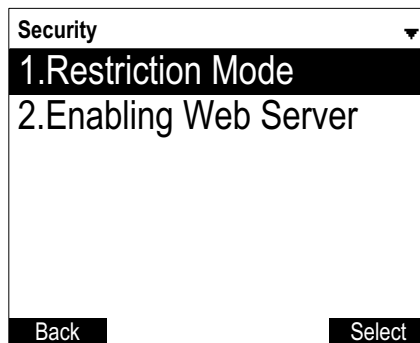 Security
1.Restriction Mode
2.Enabling Web Server
Back Select